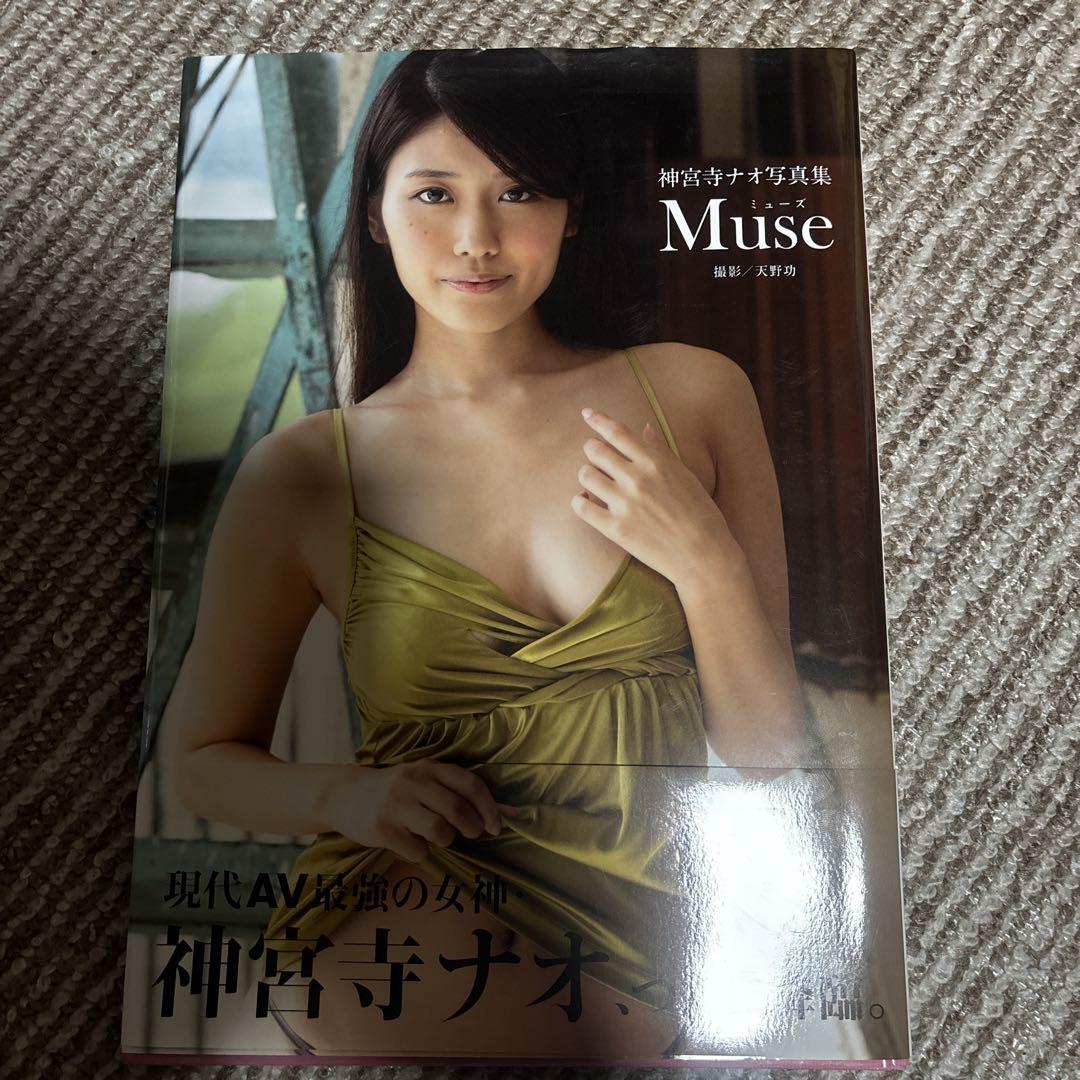 神宮寺ナオ写真集
ミューズ
Muse
撮影／天野功
現代AV最強の女神・
神宮寺ナオ、